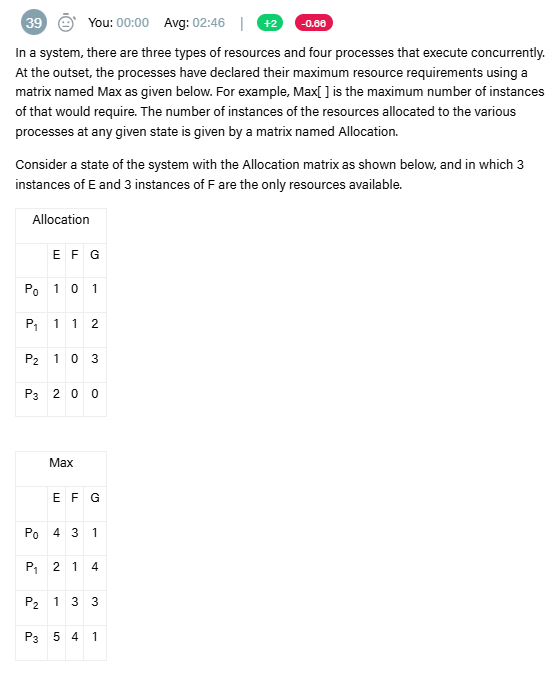 39 You: 00:00 Avg: 02:46 | +2 -0.66
In a system, there are three types of resources and four processes that execute concurrently.
At the outset, the processes have declared their maximum resource requirements using a
matrix named Max as given below. For example, Max[ ] is the maximum number of instances
of that would require. The number of instances of the resources allocated to the various
processes at any given state is given by a matrix named Allocation.
Consider a state of the system with the Allocation matrix as shown below, and in which 3
instances of E and 3 instances of F are the only resources available.
Allocation
E F G
P0 1 0 1
P1 1 1 2
P2 1 0 3
P3 2 0 0
Max
E F G
P0 4 3 1
P1 2 1 4
P2 1 3 3
P3 5 4 1